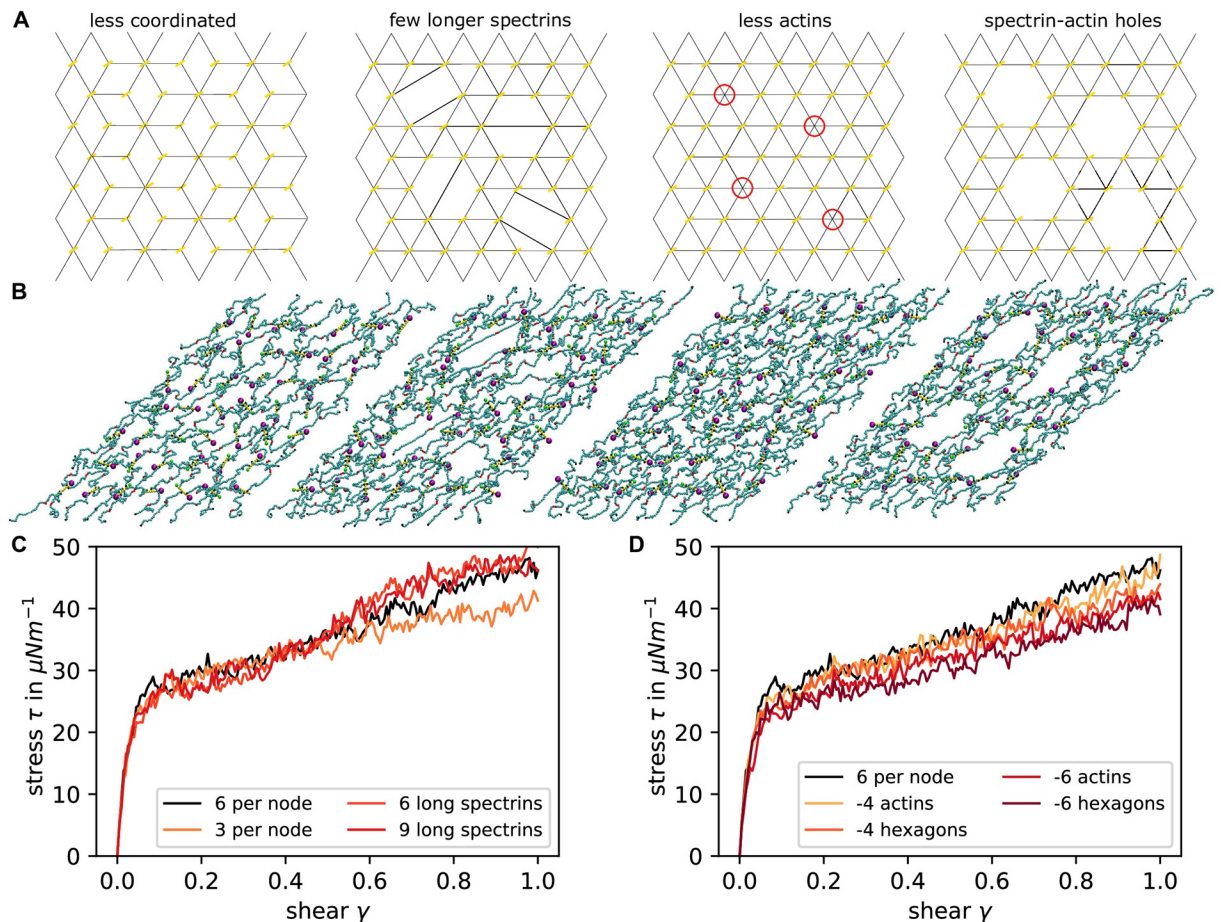 A
less coordinated
few longer spectrins
less actins
spectrin-actin holes
B
C
50
40
30
20
10
0
stress τ in μNm⁻¹
6 per node
3 per node
6 long spectrins
9 long spectrins
0.0 0.2 0.4 0.6 0.8 1.0
shear γ
D
50
40
30
20
10
0
stress τ in μNm⁻¹
6 per node
-4 actins
-4 hexagons
-6 actins
-6 hexagons
0.0 0.2 0.4 0.6 0.8 1.0
shear γ